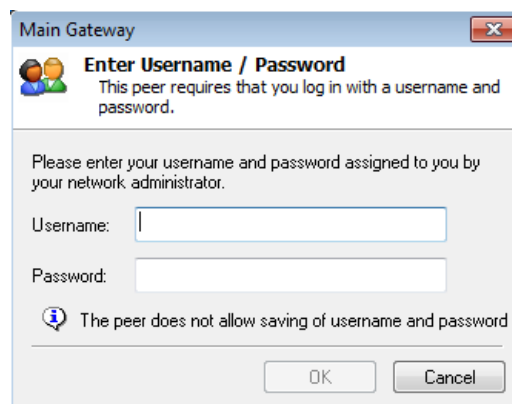 Main Gateway
Enter Username / Password
This peer requires that you log in with a username and
password.
Please enter your username and password assigned to you by
your network administrator.
Username:
Password:
The peer does not allow saving of username and password
OK
Cancel